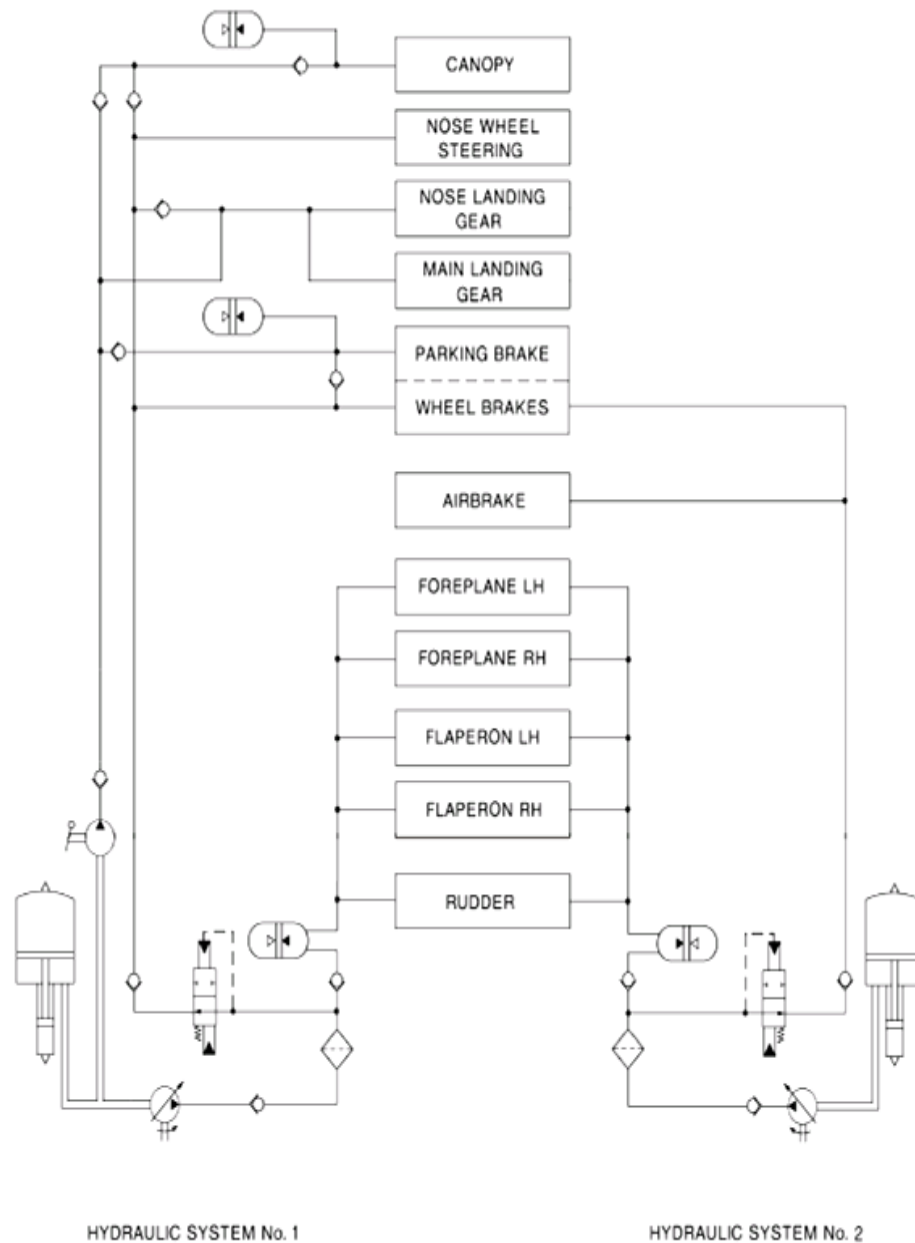 CANOPY
NOSE WHEEL
STEERING
NOSE LANDING
GEAR
MAIN LANDING
GEAR
PARKING BRAKE
WHEEL BRAKES
AIRBRAKE
FOREPLANE LH
FOREPLANE RH
FLAPERON LH
FLAPERON RH
RUDDER
HYDRAULIC SYSTEM No. 1
HYDRAULIC SYSTEM No. 2